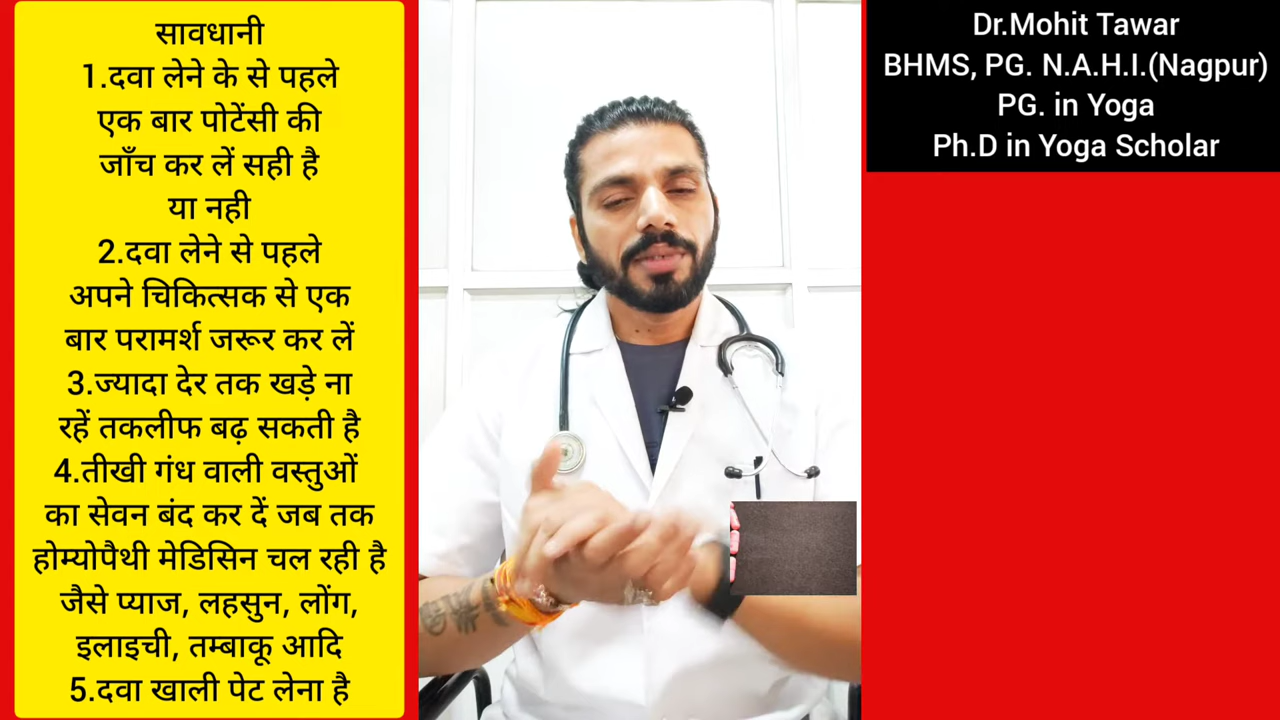 सावधानी
1.दवा लेने के से पहले
एक बार पोटेंसी की
जाँच कर लें सही है
या नही
2.दवा लेने से पहले
अपने चिकित्सक से एक
बार परामर्श जरूर कर लें
3.ज्यादा देर तक खड़े ना
रहें तकलीफ बढ़ सकती है
4.तीखी गंध वाली वस्तुओं
का सेवन बंद कर दें जब तक
होम्योपैथी मेडिसिन चल रही है
जैसे प्याज, लहसुन, लोंग,
इलाइची, तम्बाकू आदि
5.दवा खाली पेट लेना है
Dr.Mohit Tawar
BHMS, PG. N.A.H.I.(Nagpur)
PG. in Yoga
Ph.D in Yoga Scholar